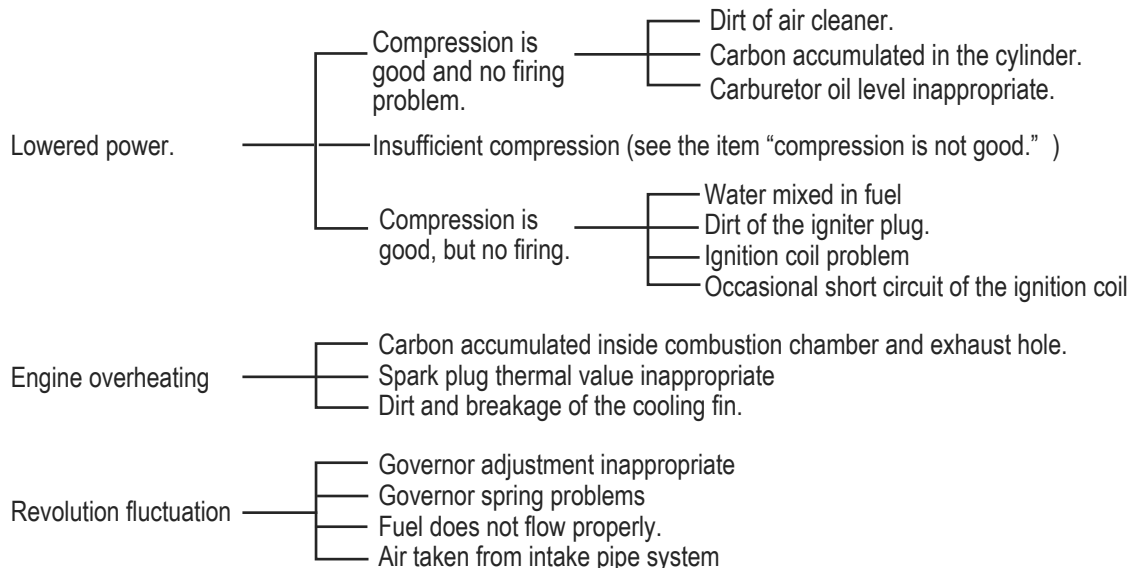 Lowered power.
Compression is
good and no firing
problem.
Dirt of air cleaner.
Carbon accumulated in the cylinder.
Carburetor oil level inappropriate.
Insufficient compression (see the item “compression is not good.”  )
Compression is
good, but no firing.
Water mixed in fuel
Dirt of the igniter plug.
Ignition coil problem
Occasional short circuit of the ignition coil
Engine overheating
Carbon accumulated inside combustion chamber and exhaust hole.
Spark plug thermal value inappropriate
Dirt and breakage of the cooling fin.
Revolution fluctuation
Governor adjustment inappropriate
Governor spring problems
Fuel does not flow properly.
Air taken from intake pipe system